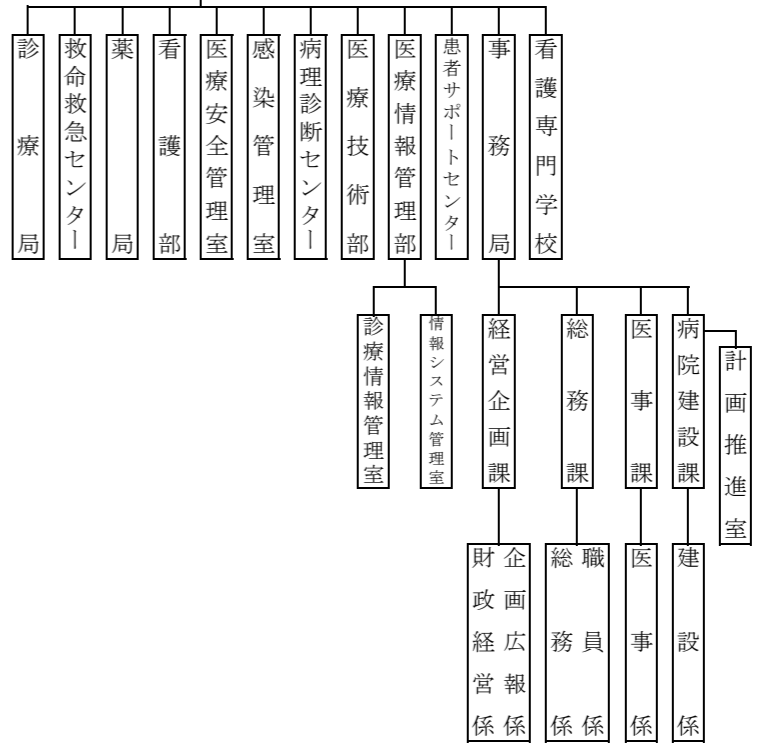 診療局
救命救急センター
薬局
看護部
医療安全管理室
感染管理室
病理診断センター
医療技術部
医療情報管理部
患者サポートセンター
事務局
看護専門学校
診療情報管理室
情報システム管理室
経営企画課
総務課
医事課
病院建設課
計画推進室
企画広報係
財政経営係
職員係
総務係
医事係
建設係